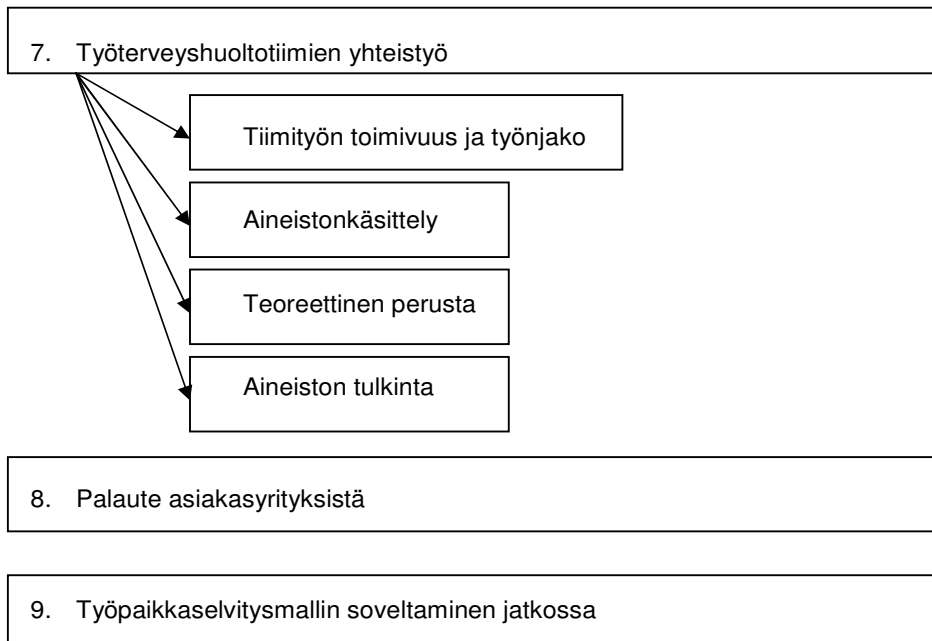 7. Työterveyshuoltotiimien yhteistyö
Tiimityön toimivuus ja työnjako
Aineistonkäsittely
Teoreettinen perusta
Aineiston tulkinta
8. Palaute asiakasyrityksistä
9. Työpaikkaselvitysmallin soveltaminen jatkossa